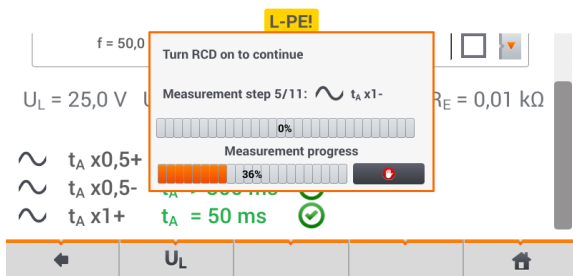 L-PE!
f = 50,0
Turn RCD on to continue
Measurement step 5/11: tA x1-
UL = 25,0 V
RE = 0,01 kΩ
0%
Measurement progress
36%
tA x0,5+
tA x0,5-
tA x1+ tA = 50 ms
UL